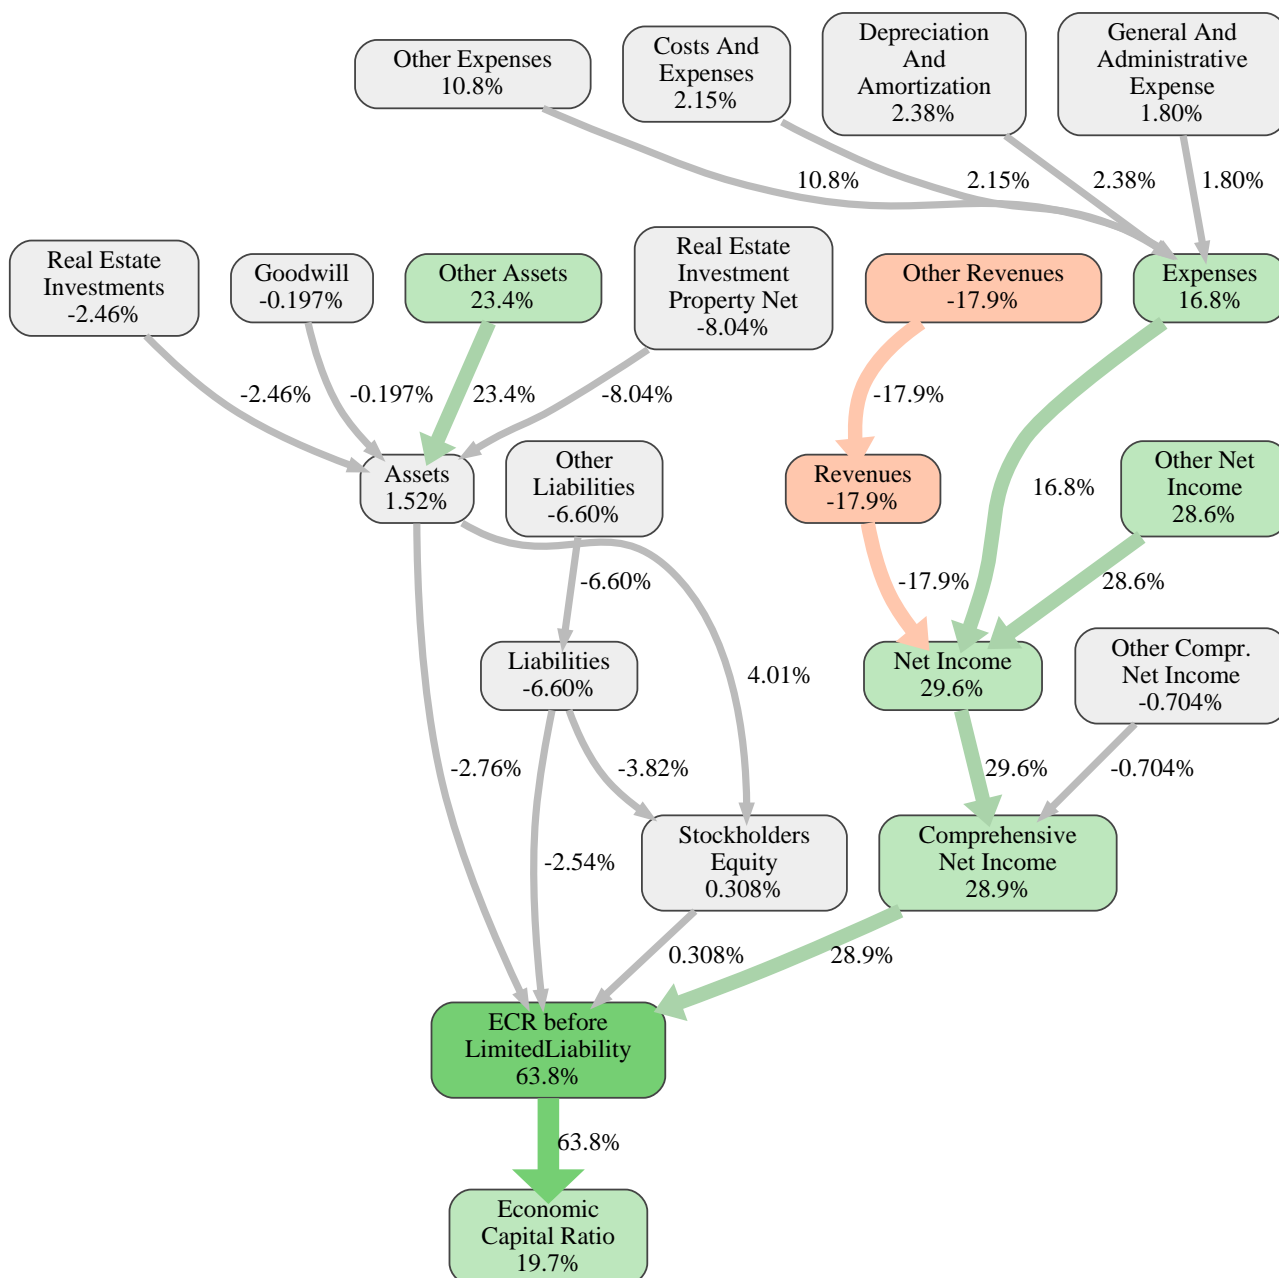 Other Expenses
10.8%
Costs And
Expenses
2.15%
Depreciation
And
Amortization
2.38%
General And
Administrative
Expense
1.80%
10.8%
2.15%
2.38%
1.80%
Real Estate
Investments
-2.46%
Goodwill
-0.197%
Other Assets
23.4%
Real Estate
Investment
Property Net
-8.04%
Other Revenues
-17.9%
Expenses
16.8%
-2.46%
-0.197%
23.4%
-8.04%
-17.9%
16.8%
Assets
1.52%
Other
Liabilities
-6.60%
Revenues
-17.9%
Other Net
Income
28.6%
-6.60%
-17.9%
28.6%
Liabilities
-6.60%
4.01%
Net Income
29.6%
Other Compr.
Net Income
-0.704%
-2.76%
-3.82%
29.6%
-0.704%
-2.54%
Stockholders
Equity
0.308%
Comprehensive
Net Income
28.9%
0.308%
28.9%
ECR before
LimitedLiability
63.8%
63.8%
Economic
Capital Ratio
19.7%